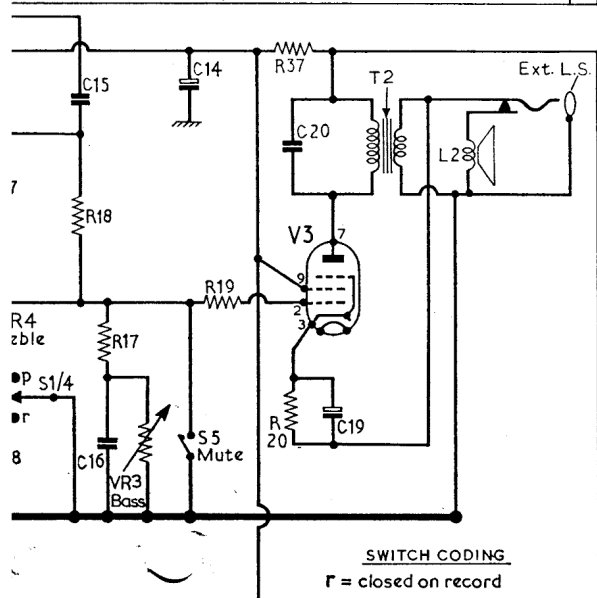 C15
C14
R37
T2
Ext. L.S.
C20
L2
7
R18
V3
7
9
R19
2
3
R4
R17
S1/4
R
20
C19
8
C16
S5
Mute
VR3
Bass
SWITCH CODING
r = closed on record